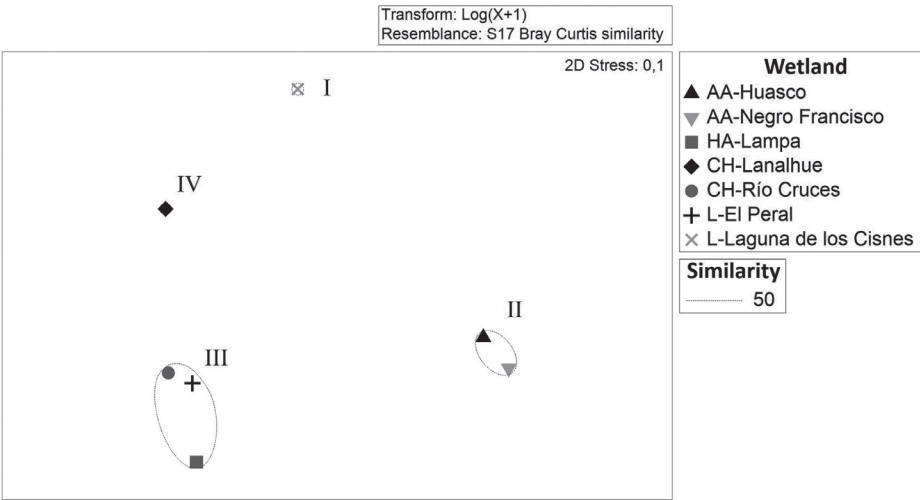 Transform: Log(X+1)
Resemblance: S17 Bray Curtis similarity
2D Stress: 0,1
I
IV
II
III
Wetland
AA-Huasco
AA-Negro Francisco
HA-Lampa
CH-Lanalhue
CH-Río Cruces
L-El Peral
L-Laguna de los Cisnes
Similarity
50